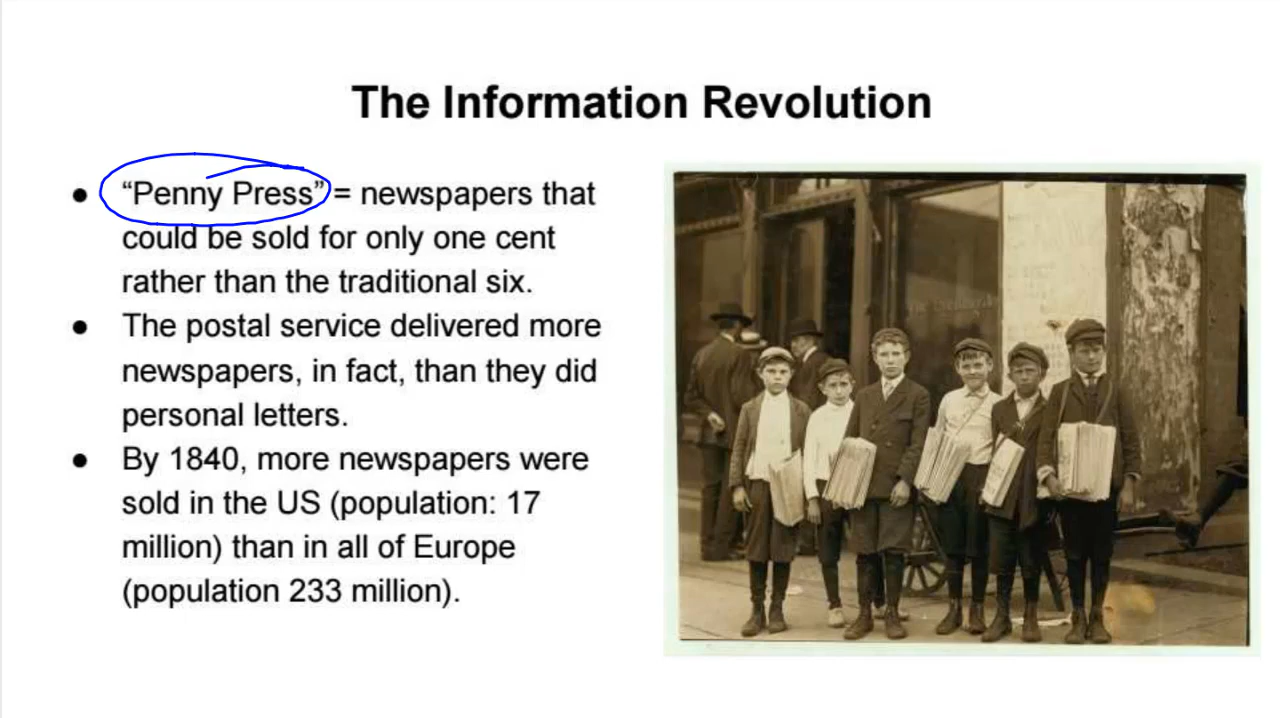 The Information Revolution
● “Penny Press” = newspapers that
could be sold for only one cent
rather than the traditional six.
● The postal service delivered more
newspapers, in fact, than they did
personal letters.
● By 1840, more newspapers were
sold in the US (population: 17
million) than in all of Europe
(population 233 million).